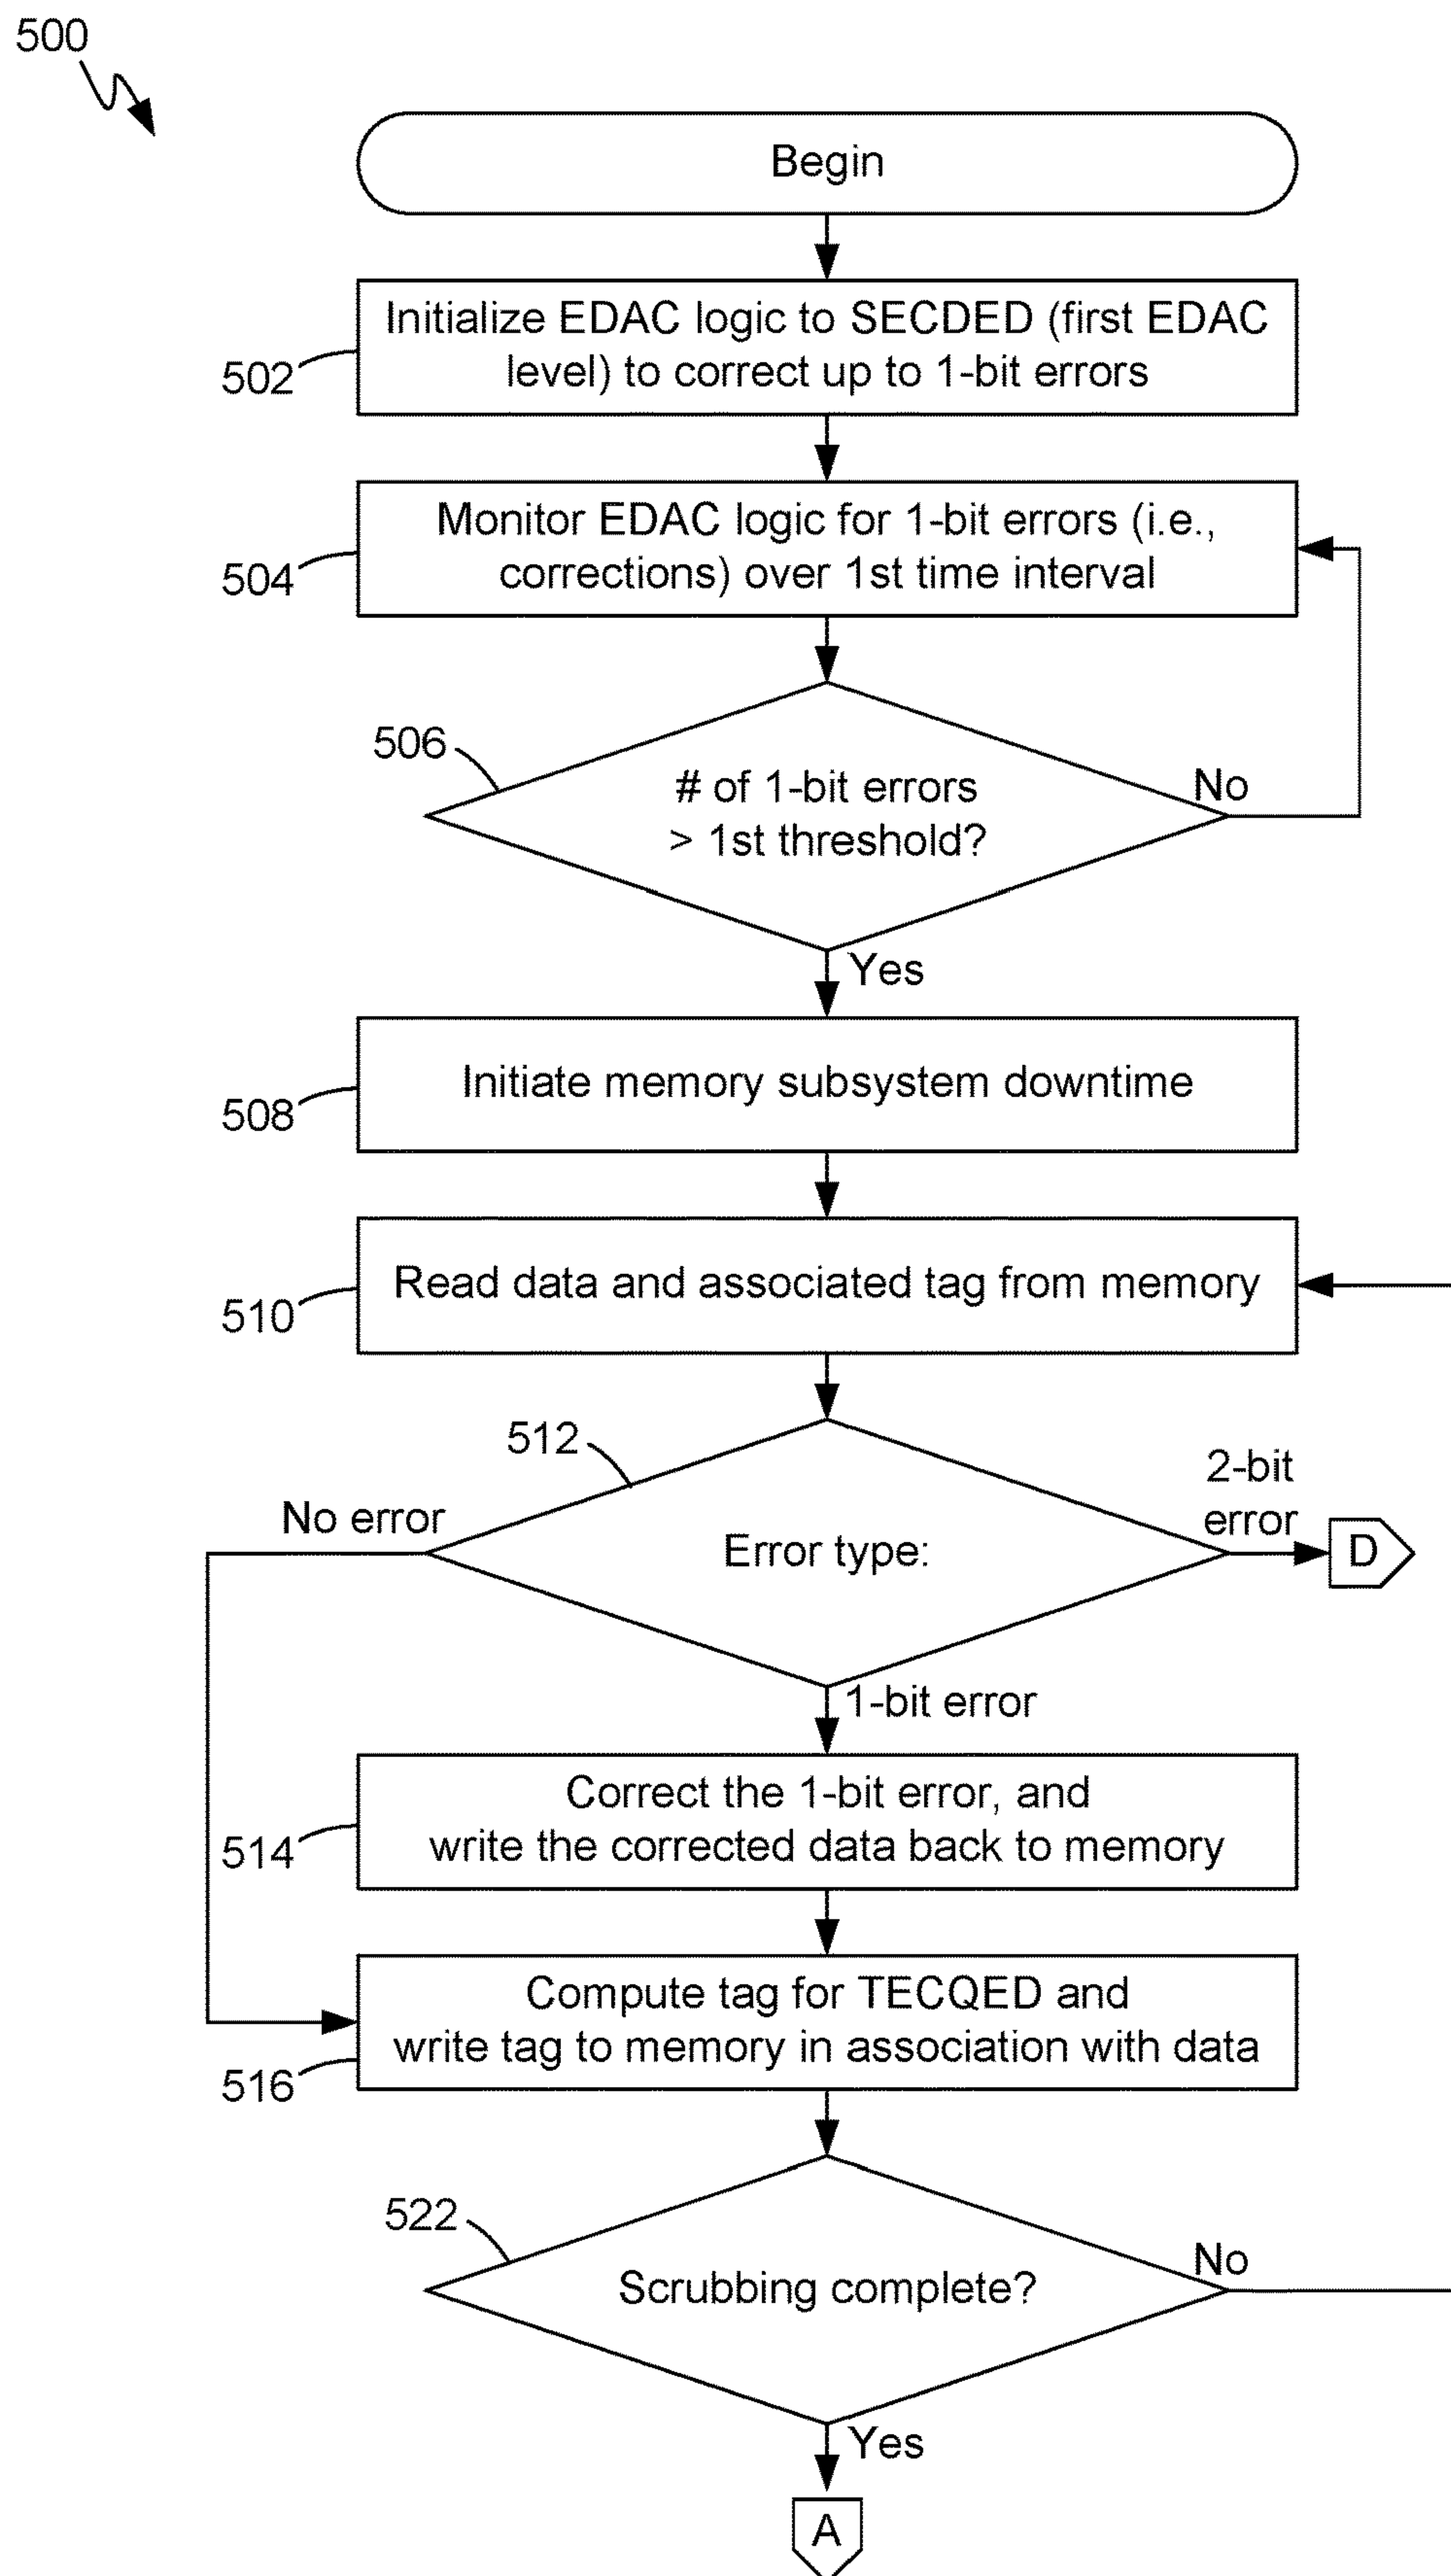 500
Begin
Initialize EDAC logic to SECDED (first EDAC
level) to correct up to 1-bit errors
502
Monitor EDAC logic for 1-bit errors (i.e.,
corrections) over 1st time interval
504
506
# of 1-bit errors
> 1st threshold?
No
Yes
Initiate memory subsystem downtime
508
Read data and associated tag from memory
510
512
No error
Error type:
2-bit
error
D
1-bit error
Correct the 1-bit error, and
write the corrected data back to memory
514
Compute tag for TECQED and
write tag to memory in association with data
516
522
Scrubbing complete?
No
Yes
A